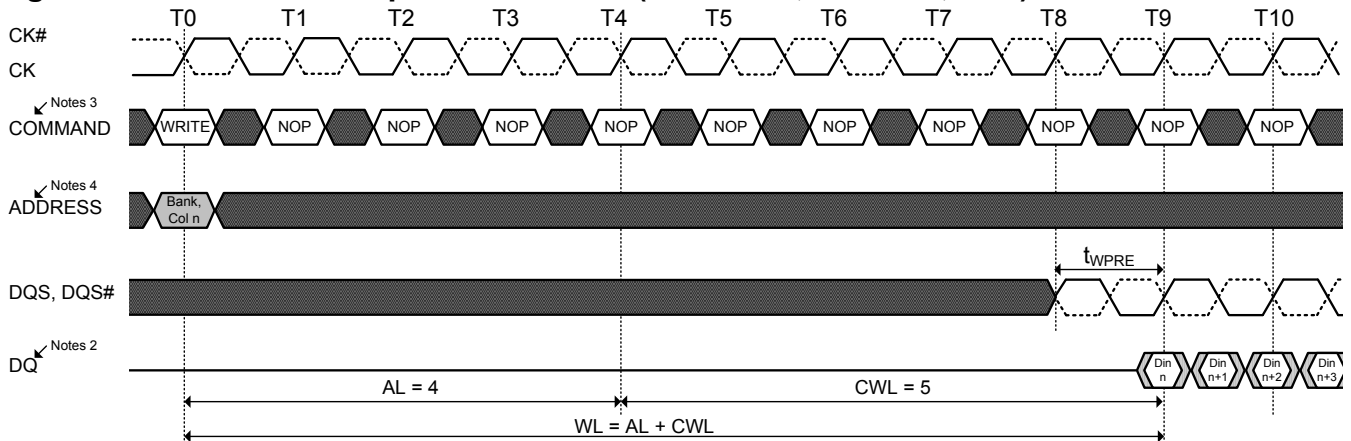 T0 T1 T2 T3 T4 T5 T6 T7 T8 T9 T10
CK#
CK
Notes 3
COMMAND WRITE NOP NOP NOP NOP NOP NOP NOP NOP NOP NOP
Notes 4
ADDRESS
Bank,
Col n
tWPRE
DQS, DQS#
Notes 2
DQ
Din
n
Din
n+1
Din
n+2
Din
n+3
AL = 4 CWL = 5
WL = AL + CWL